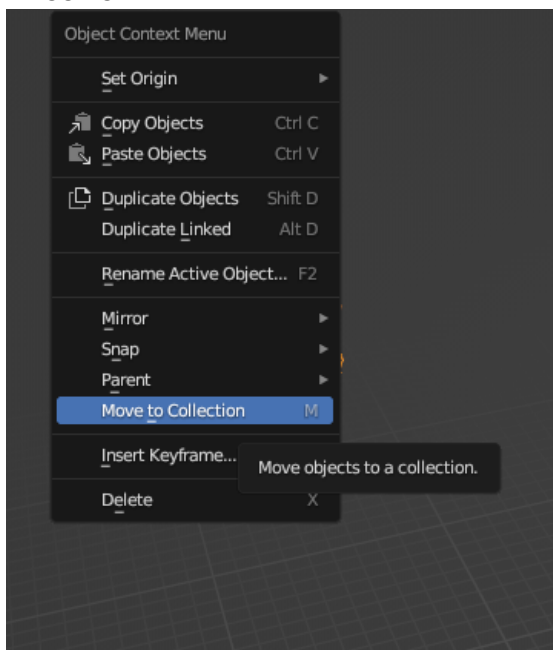 Object Context Menu
Set Origin
Copy Objects Ctrl C
Paste Objects Ctrl V
Duplicate Objects Shift D
Duplicate Linked Alt D
Rename Active Object... F2
Mirror
Snap
Parent
Move to Collection M
Insert Keyframe...
Move objects to a collection.
Delete X